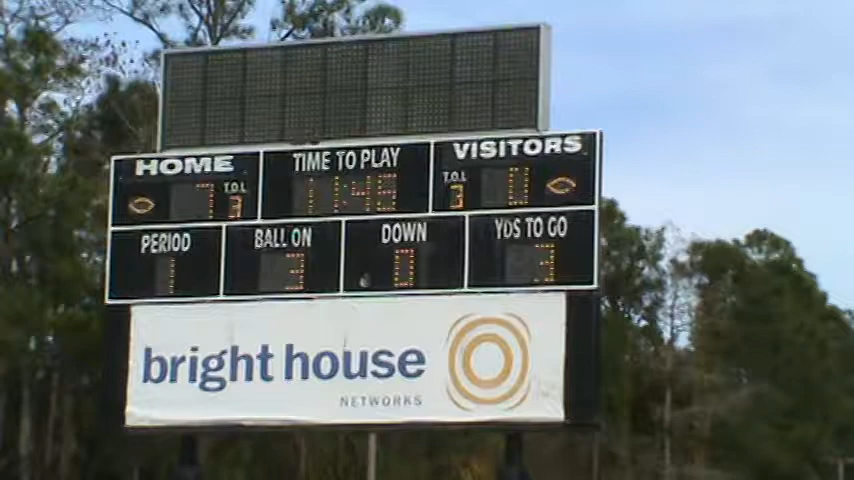 HOME TIME TO PLAY VISITORS
7 T.O.L 3 11:48 T.O.L 3 0
PERIOD BALL ON DOWN YDS TO GO
1 3 0 3
bright house
NETWORKS